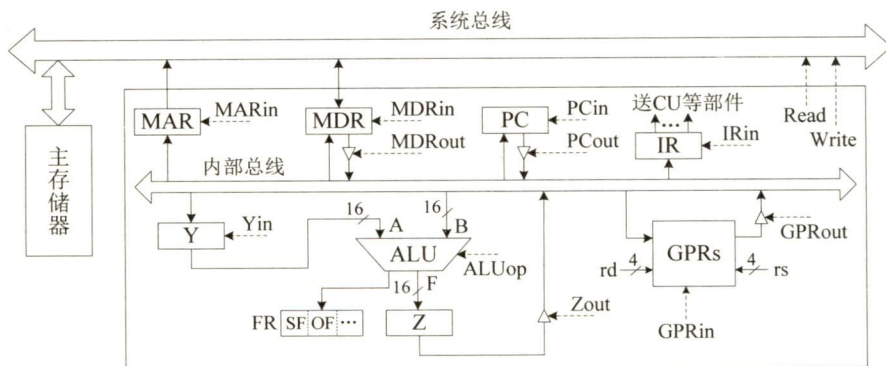 系统总线
MAR
MARin
MDR
MDRin
MDRout
PC
PCin
PCout
送CU等部件
...
IR
IRin
Read
Write
主存储器
内部总线
Y
Yin
16
A
16
B
ALU
ALUop
16
F
FR
SF
OF
...
Z
Zout
GPRs
GPRout
rd
4
4
rs
GPRin